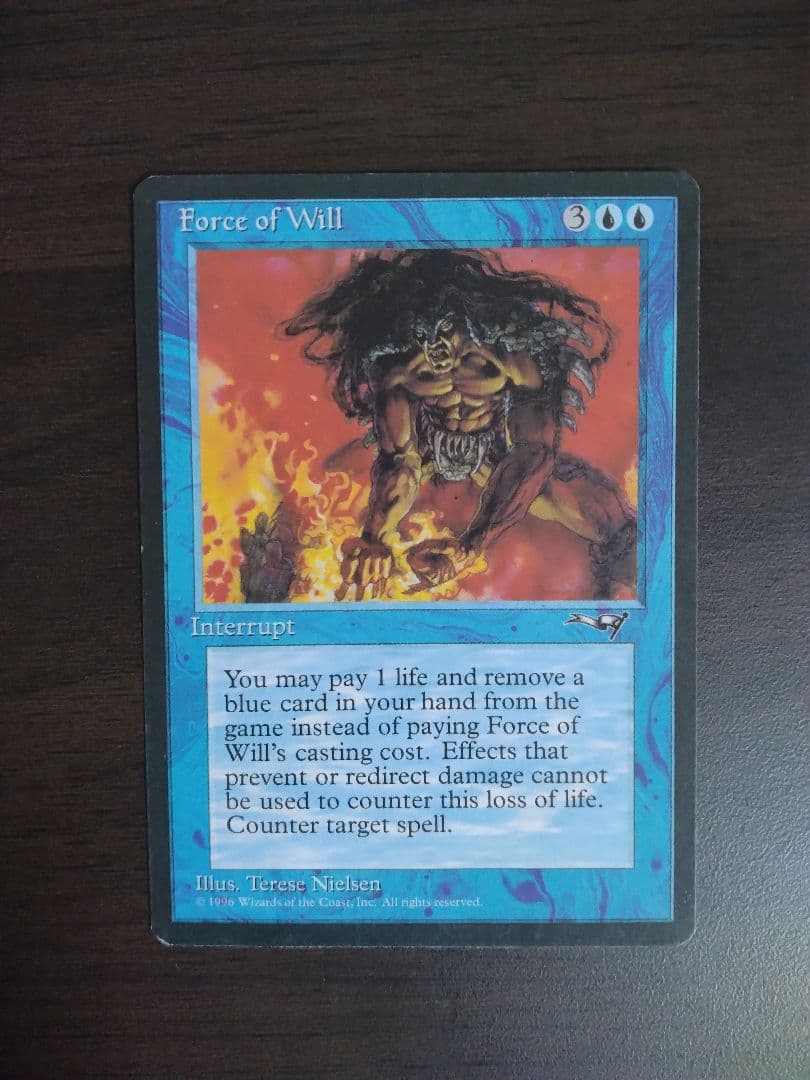 Force of Will 3
Interrupt
You may pay 1 life and remove a
blue card in your hand from the
game instead of paying Force of
Will's casting cost. Effects that
prevent or redirect damage cannot
be used to counter this loss of life.
Counter target spell.
Illus. Terese Nielsen
© 1996 Wizards of the Coast, Inc. All rights reserved.